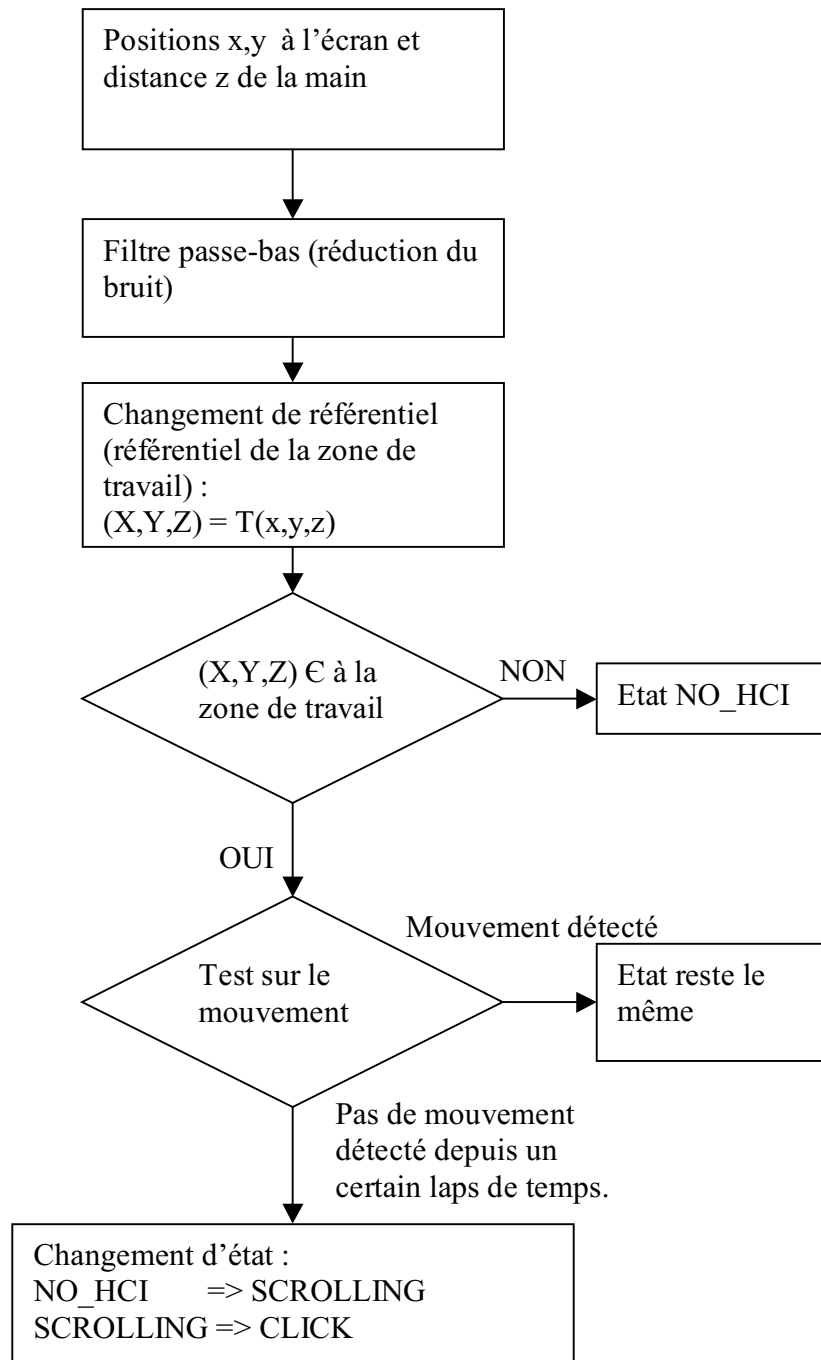 Positions x,y à l'écran et
distance z de la main
Filtre passe-bas (réduction du
bruit)
Changement de référentiel
(référentiel de la zone de
travail) :
(X,Y,Z) = T(x,y,z)
(X,Y,Z) Є à la
zone de travail
NON
Etat NO_HCI
OUI
Mouvement détecté
Test sur le
mouvement
Etat reste le
même
Pas de mouvement
détecté depuis un
certain laps de temps.
Changement d'état :
NO_HCI => SCROLLING
SCROLLING => CLICK